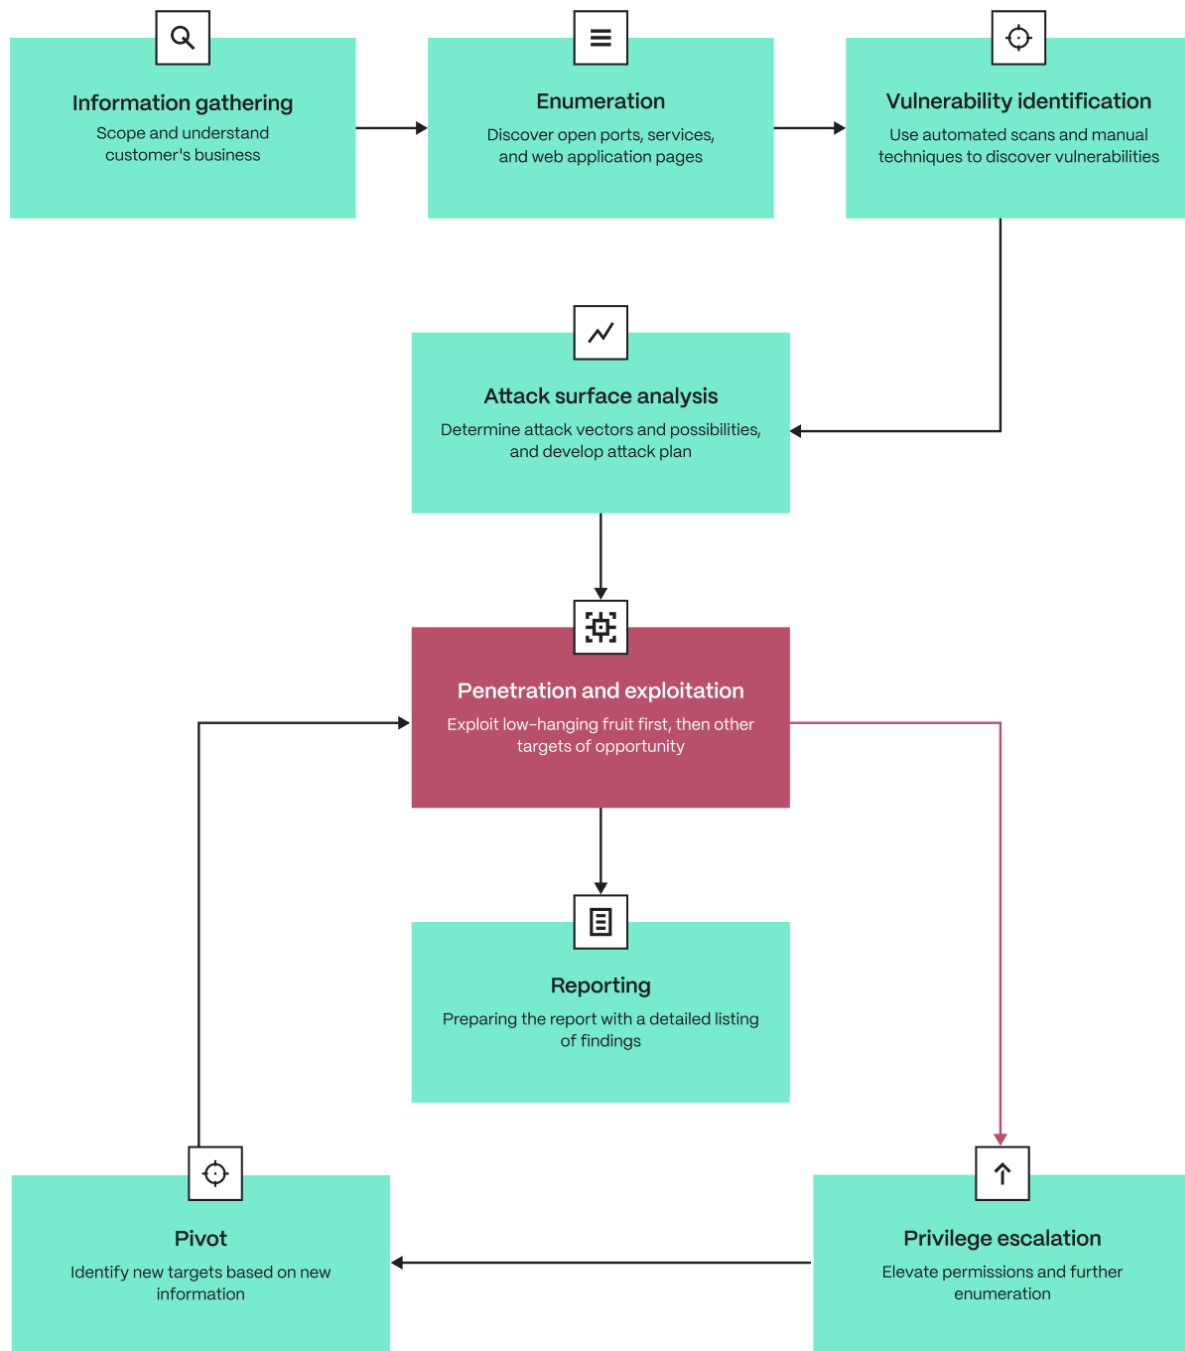 Information gathering
Scope and understand
customer's business
Enumeration
Discover open ports, services,
and web application pages
Vulnerability identification
Use automated scans and manual
techniques to discover vulnerabilities
Attack surface analysis
Determine attack vectors and possibilities,
and develop attack plan
Penetration and exploitation
Exploit low-hanging fruit first, then other
targets of opportunity
Reporting
Preparing the report with a detailed listing
of findings
Pivot
Identify new targets based on new
information
Privilege escalation
Elevate permissions and further
enumeration